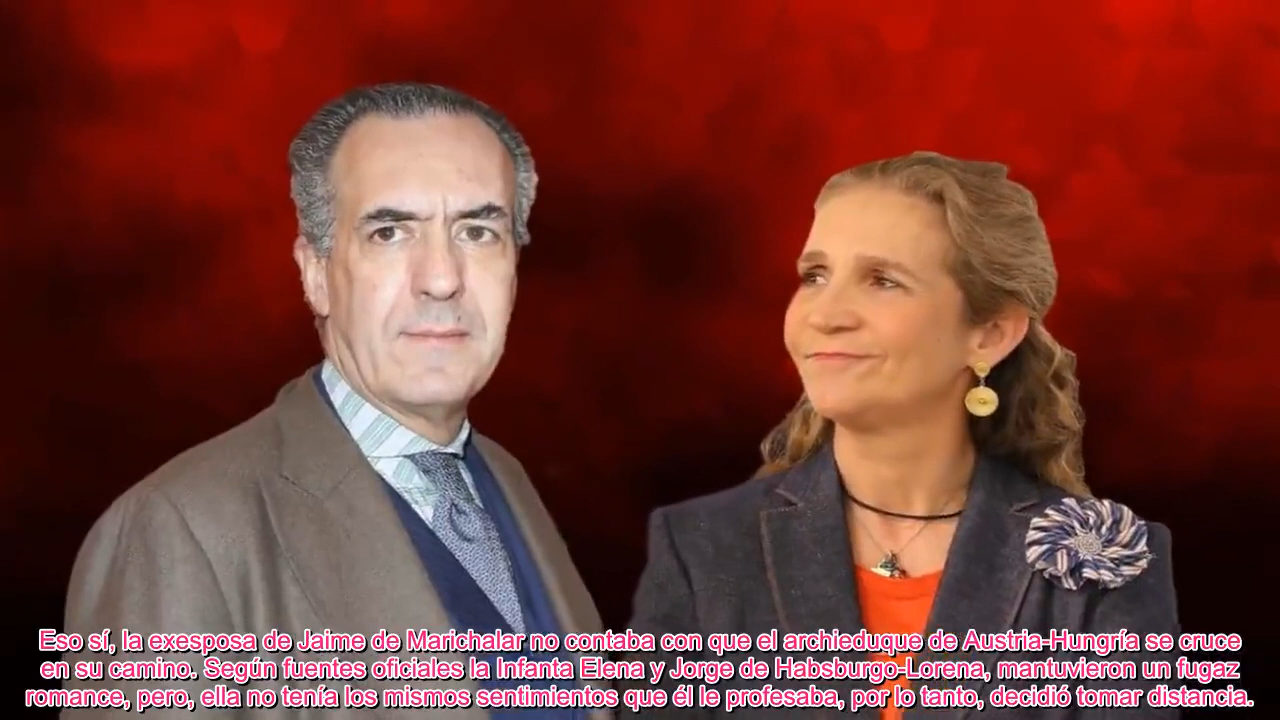 Eso sí, la exesposa de Jaime de Marichalar no contaba con que el archieduque de Austria-Hungría se cruce
en su camino. Según fuentes oficiales la Infanta Elena y Jorge de Habsburgo-Lorena, mantuvieron un fugaz
romance, pero, ella no tenía los mismos sentimientos que él le profesaba, por lo tanto, decidió tomar distancia.